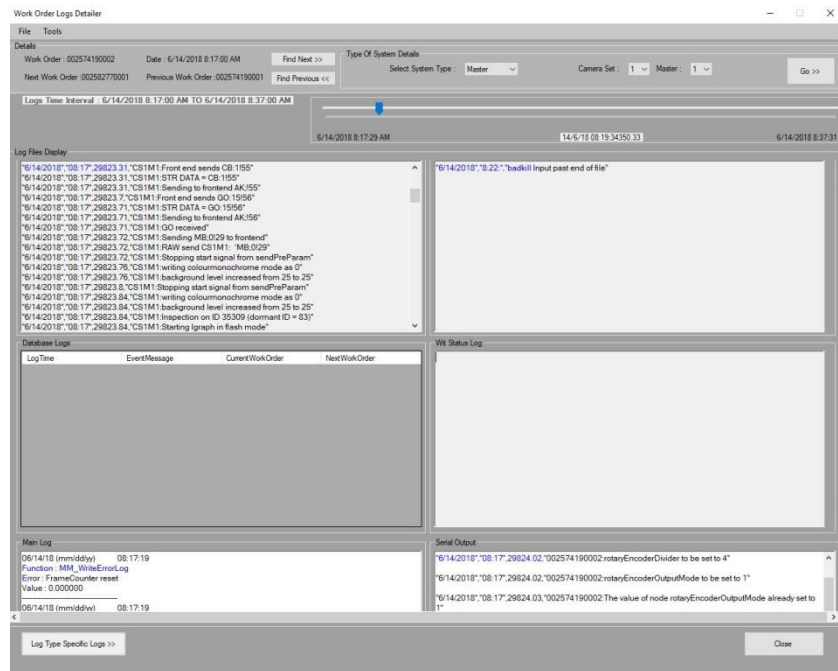 Work Order Logs Detailer
File Tools
Details
Work Order : 002574190002 Date : 6/14/2018 8:17:00 AM Find Next >>
Next Work Order :002582770001 Previous Work Order :002574190001 Find Previous <<
Type Of System Details
Select System Type : Master Camera Set : 1 Master : 1 Go >>
Logs Time Interval : 6/14/2018 8:17:00 AM TO 6/14/2018 8:37:00 AM
6/14/2018 8:17:29 AM 14/6/18 08:19:34350.33 6/14/2018 8:37:31
Log Files Display
"6/14/2018","08:17",29823.31,"CS1M1:Front end sends CB:1!55"
"6/14/2018","08:17",29823.31,"CS1M1:STR DATA = CB:1!55"
"6/14/2018","08:17",29823.31,"CS1M1:Sending to frontend AK;!55"
"6/14/2018","08:17",29823.7,"CS1M1:Front end sends GO:15!56"
"6/14/2018","08:17",29823.71,"CS1M1:STR DATA = GO:15!56"
"6/14/2018","08:17",29823.71,"CS1M1:Sending to frontend AK;!56"
"6/14/2018","08:17",29823.71,"CS1M1:GO received"
"6/14/2018","08:17",29823.72,"CS1M1:Sending MB;0!29 to frontend"
"6/14/2018","08:17",29823.72,"CS1M1:RAW send CS1M1: 'MB;0!29"
"6/14/2018","08:17",29823.72,"CS1M1:Stopping start signal from sendPreParam"
"6/14/2018","08:17",29823.76,"CS1M1:writing colourmonochrome mode as 0"
"6/14/2018","08:17",29823.76,"CS1M1:background level increased from 25 to 25"
"6/14/2018","08:17",29823.8,"CS1M1:Stopping start signal from sendPreParam"
"6/14/2018","08:17",29823.84,"CS1M1:writing colourmonochrome mode as 0"
"6/14/2018","08:17",29823.84,"CS1M1:background level increased from 25 to 25"
"6/14/2018","08:17",29823.84,"CS1M1:Inspection on ID 35309 (dormant ID = 83)"
"6/14/2018","08:17",29823.84,"CS1M1:Starting Igraph in flash mode"
"6/14/2018","8:22:","badkill Input past end of file"
Database Logs
LogTime EventMessage CurrentWorkOrder NextWorkOrder
Wit Status Log
Main Log
06/14/18 (mm/dd/yy) 08:17:19
Function : MM_WriteErrorLog
Error : FrameCounter reset
Value : 0.000000
06/14/18 (mm/dd/yy) 08:17:19
Serial Output
"6/14/2018","08:17",29824.02,"002574190002:rotaryEncoderDivider to be set to 4"
"6/14/2018","08:17",29824.02,"002574190002:rotaryEncoderOutputMode to be set to 1"
"6/14/2018","08:17",29824.03,"002574190002:The value of node rotaryEncoderOutputMode already set to
1"
Log Type Specific Logs >> Close